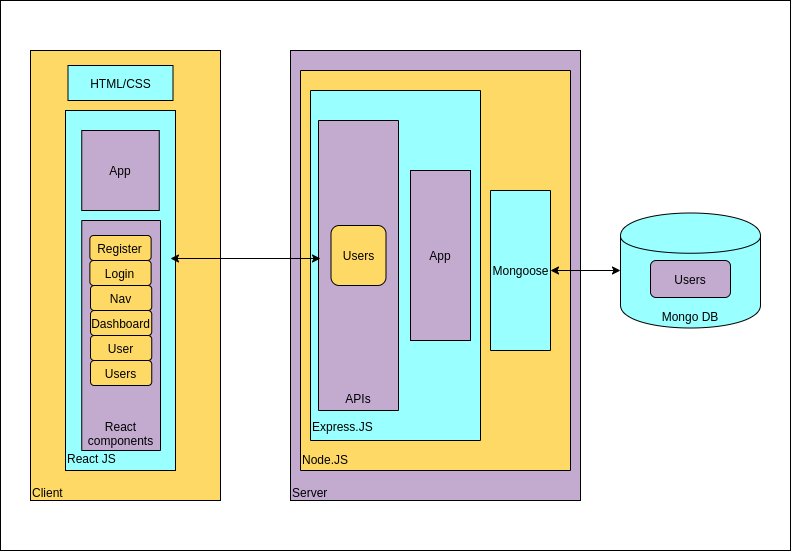 HTML/CSS
App
Register
Login
Nav
Dashboard
User
Users
React
components
React JS
Client
Users
APIs
App
Express.JS
Mongoose
Node.JS
Server
Users
Mongo DB